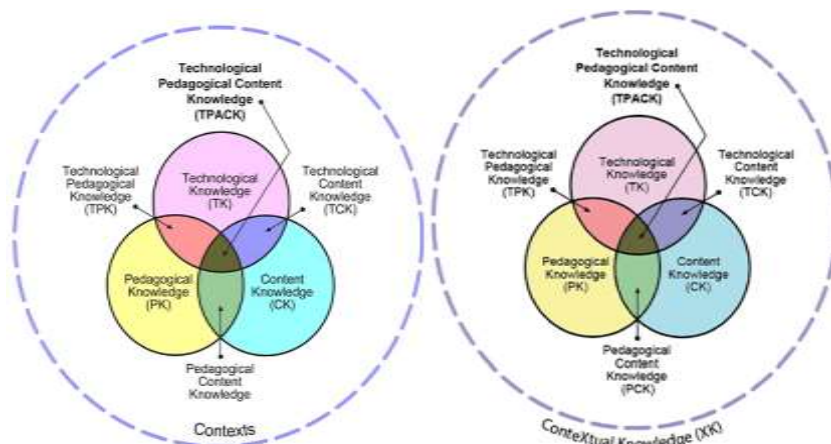 Technological
Pedagogical Content
Knowledge
(TPACK)
Technological
Pedagogical
Knowledge
(TPK)
Technological
Knowledge
(TK)
Technological
Content
Knowledge
(TCK)
Pedagogical
Knowledge
(PK)
Content
Knowledge
(CK)
Pedagogical
Content
Knowledge
Contexts
Technological
Pedagogical Content
Knowledge
(TPACK)
Technological
Pedagogical
Knowledge
(TPK)
Technological
Knowledge
(TK)
Technological
Content
Knowledge
(TCK)
Pedagogical
Knowledge
(PK)
Content
Knowledge
(CK)
Pedagogical
Content
Knowledge
(PCK)
ConteXtual Knowledge (XK)